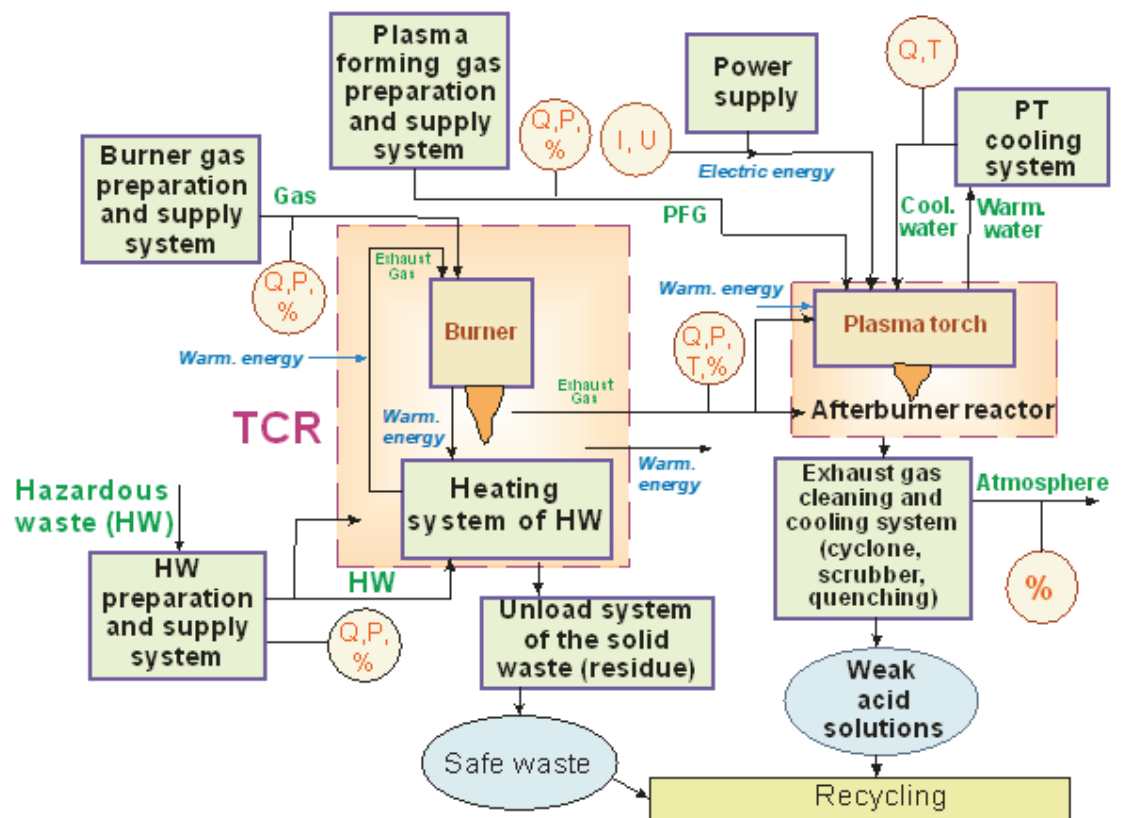 Plasma
forming gas
preparation
and supply
system
Power
supply
Q,T
PT
cooling
system
Q,P,
%
I, U
Electric energy
Burner gas
preparation
and supply
system
Gas
Q,P,
%
PFG
Cool.
water
Warm.
water
Exhaust
Gas
Burner
Warm. energy
TCR
Warm.
energy
Exhaust
Gas
Q,P,
T,%
Warm. energy
Plasma torch
Afterburner reactor
Warm.
energy
Heating
system of HW
Hazardous
waste (HW)
HW
HW
preparation
and supply
system
Q,P,
%
Unload system
of the solid
waste (residue)
Exhaust gas
cleaning and
cooling system
(cyclone,
scrubber,
quenching)
Atmosphere
%
Weak
acid
solutions
Safe waste
Recycling